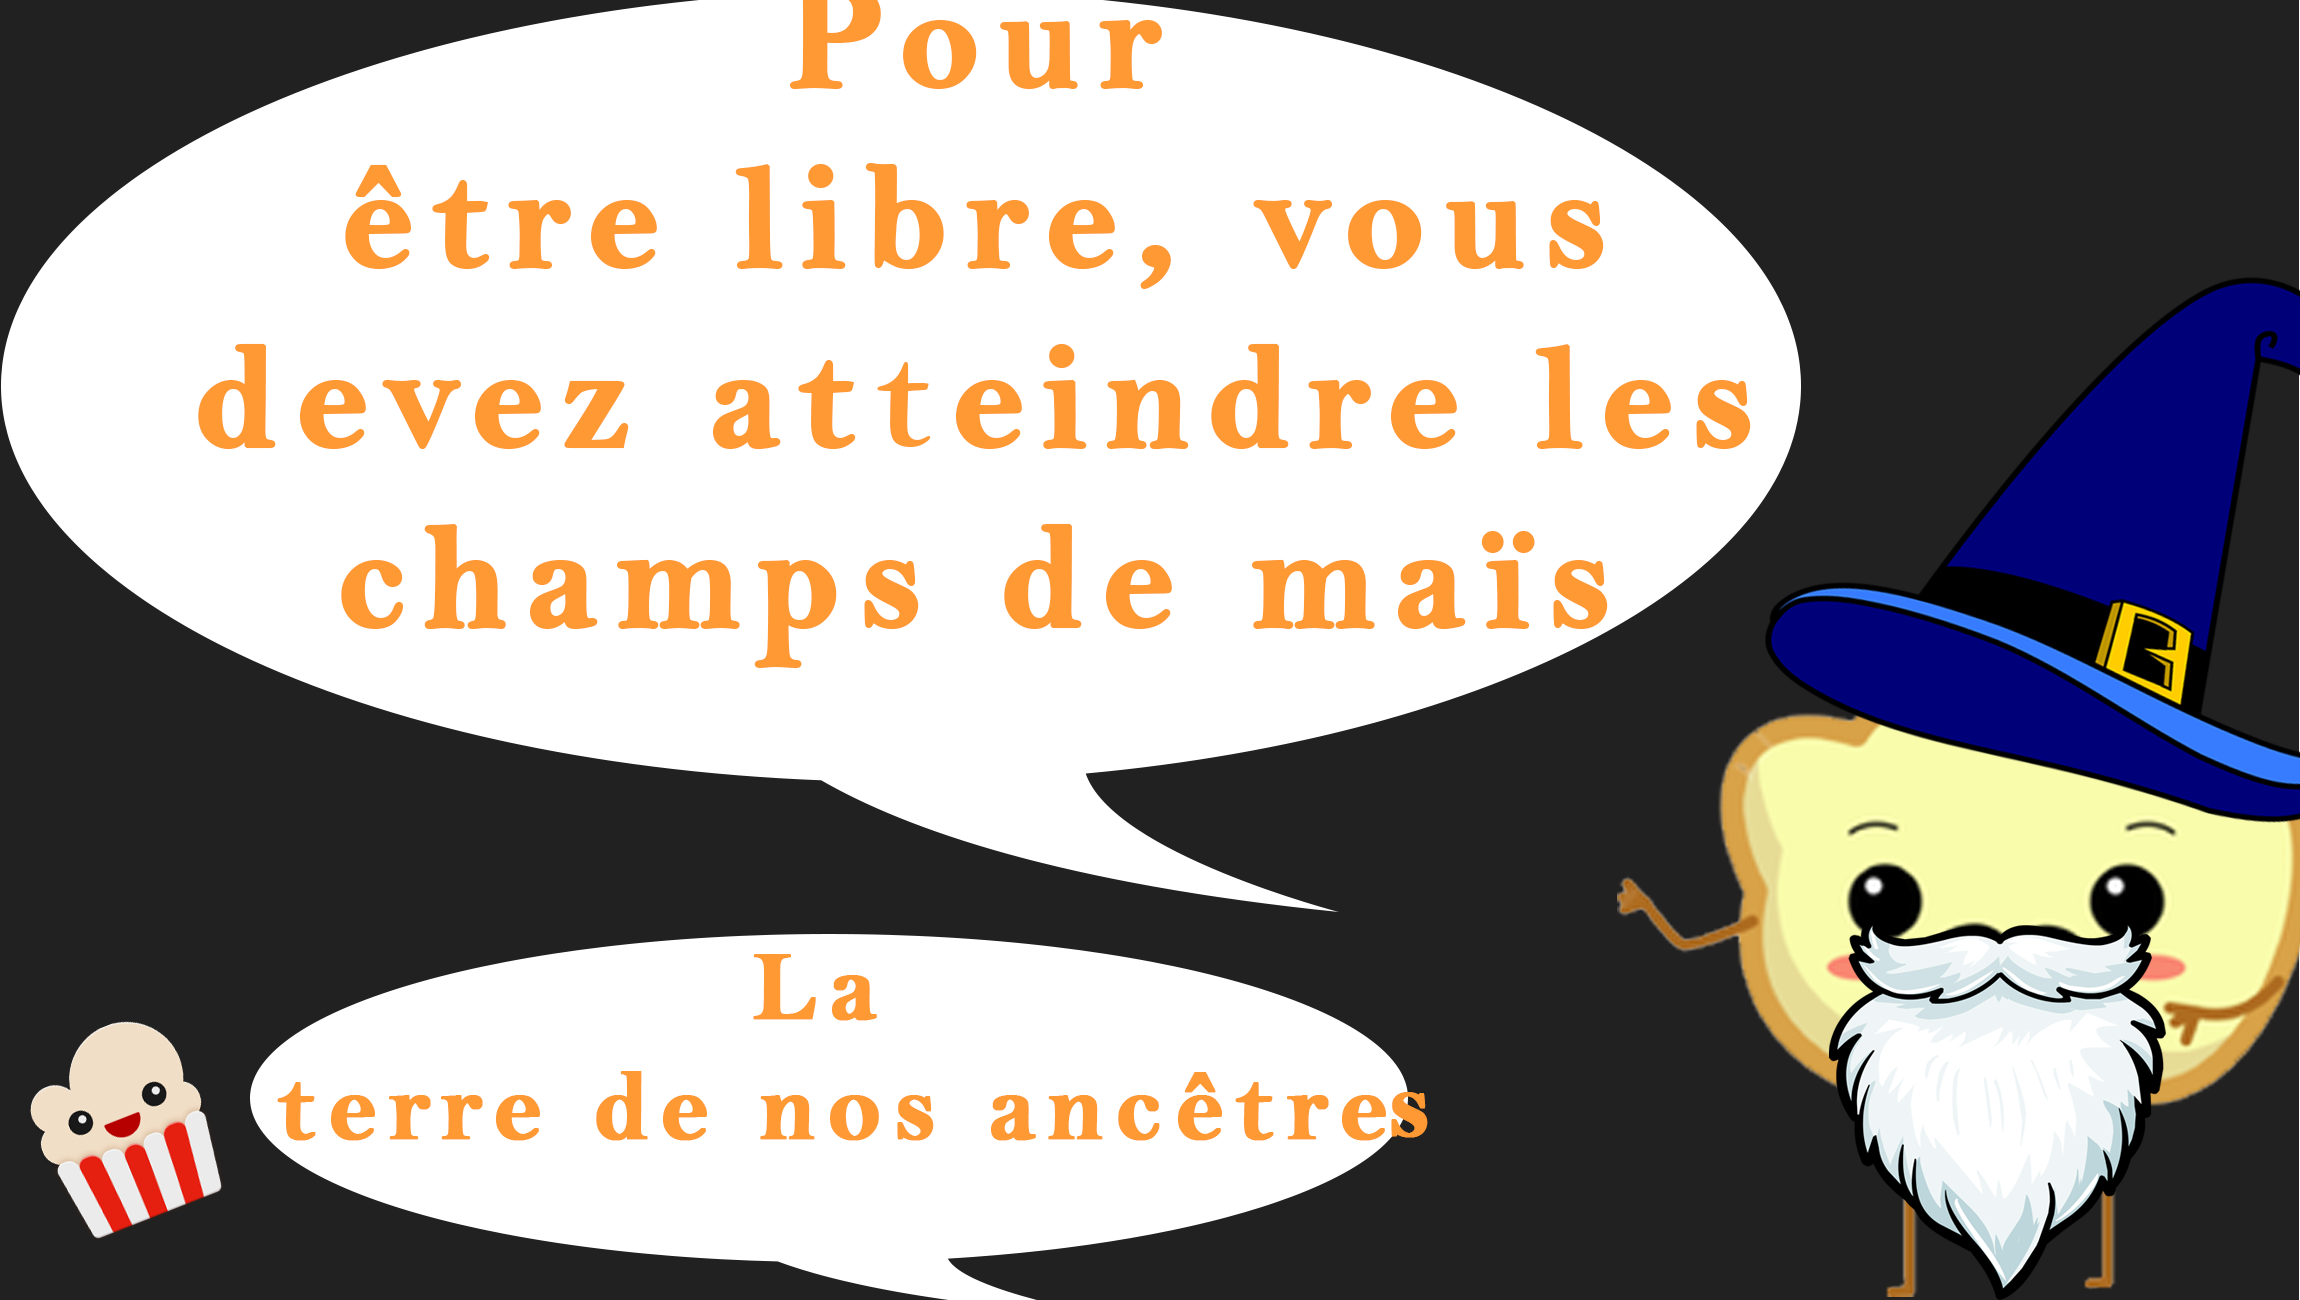 Pour
être libre, vous
devez atteindre les
champs de maïs
La
terre de nos ancêtres